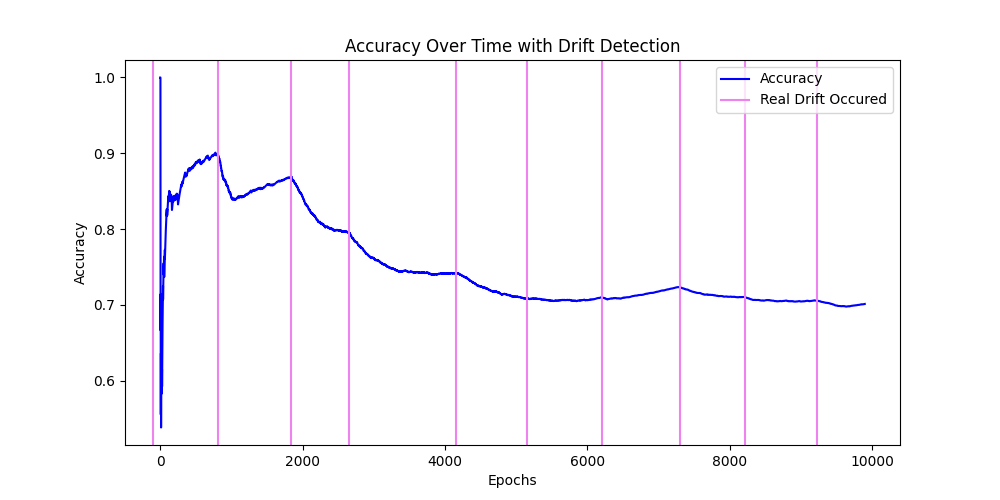 Accuracy Over Time with Drift Detection
Accuracy
Real Drift Occured
Accuracy
1.0
0.9
0.8
0.7
0.6
0 2000 4000 6000 8000 10000
Epochs